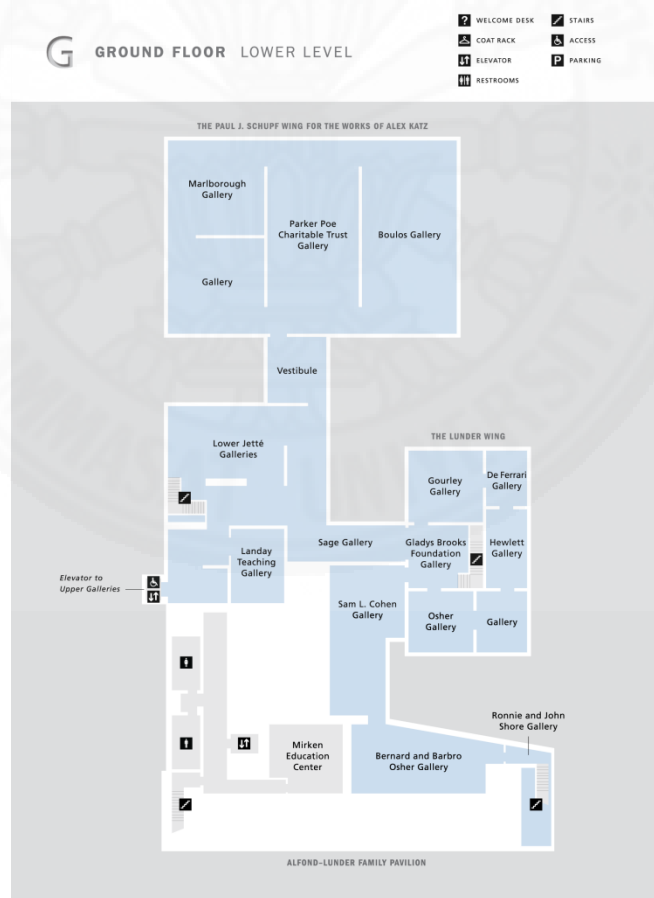 WELCOME DESK
STAIRS
COAT RACK
ACCESS
ELEVATOR
P PARKING
RESTROOMS
G GROUND FLOOR LOWER LEVEL
THE PAUL J. SCHUPF WING FOR THE WORKS OF ALEX KATZ
Marlborough
Gallery
Parker Poe
Charitable Trust
Gallery
Boulos Gallery
Gallery
Vestibule
Lower Jetté
Galleries
THE LUNDER WING
Gourley
Gallery
De Ferrari
Gallery
Landay
Teaching
Gallery
Sage Gallery
Gladys Brooks
Foundation
Gallery
Hewlett
Gallery
Elevator to
Upper Galleries
Sam L. Cohen
Gallery
Osher
Gallery
Gallery
Ronnie and John
Shore Gallery
Mirken
Education
Center
Bernard and Barbro
Osher Gallery
ALFOND–LUNDER FAMILY PAVILION